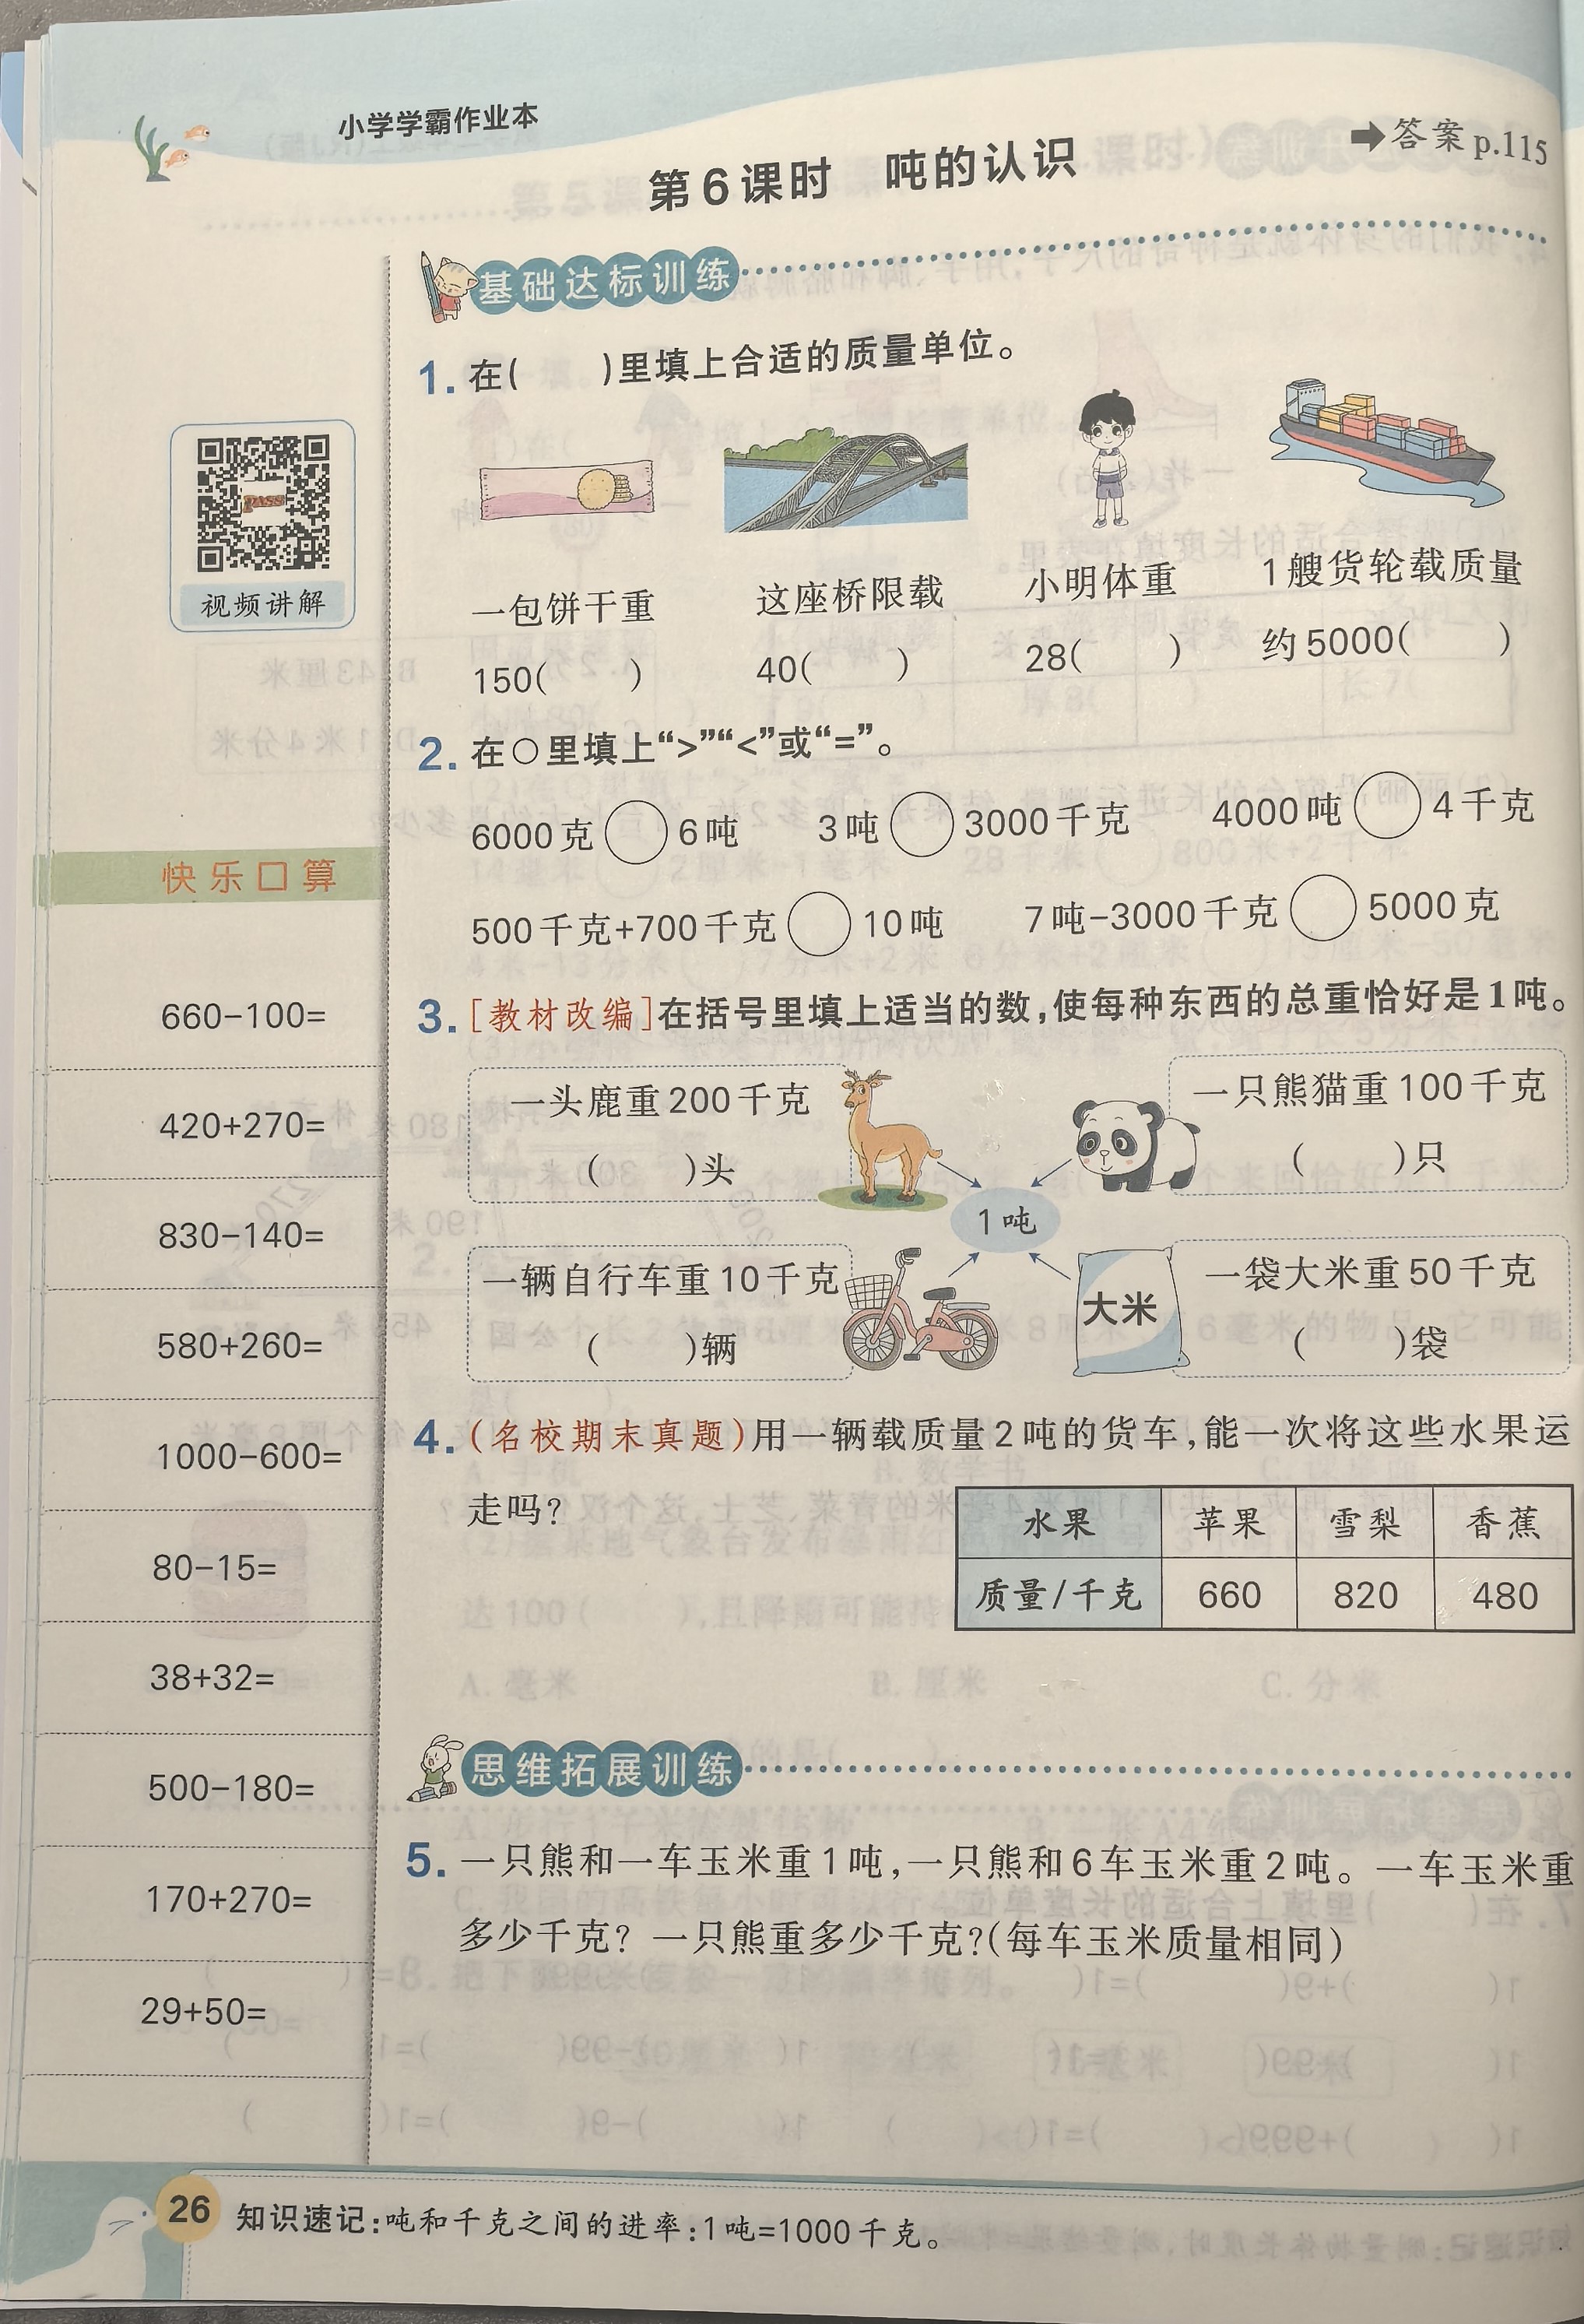 小学学霸作业本
➡答案 p.115
第6课时 吨的认识
基础达标训练
1. 在( )里填上合适的质量单位。
一包饼干重 这座桥限载 小明体重 1艘货轮载质量
150( ) 40( ) 28( ) 约5000( )
2. 在○里填上“>”“<”或“=”。
6000克○6吨 3吨○3000千克 4000吨○4千克
500千克+700千克○10吨 7吨-3000千克○5000克
3. [教材改编]在括号里填上适当的数,使每种东西的总重恰好是1吨。
一头鹿重200千克 一只熊猫重100千克
( )头 ( )只
1吨
一辆自行车重10千克 大米 一袋大米重50千克
( )辆 ( )袋
4. (名校期末真题)用一辆载质量2吨的货车,能一次将这些水果运
走吗?
水果 苹果 雪梨 香蕉
质量/千克 660 820 480
思维拓展训练
5. 一只熊和一车玉米重1吨,一只熊和6车玉米重2吨。一车玉米重
多少千克? 一只熊重多少千克?(每车玉米质量相同)
视频讲解
快乐口算
660-100=
420+270=
830-140=
580+260=
1000-600=
80-15=
38+32=
500-180=
170+270=
29+50=
26 知识速记:吨和千克之间的进率:1吨=1000千克。